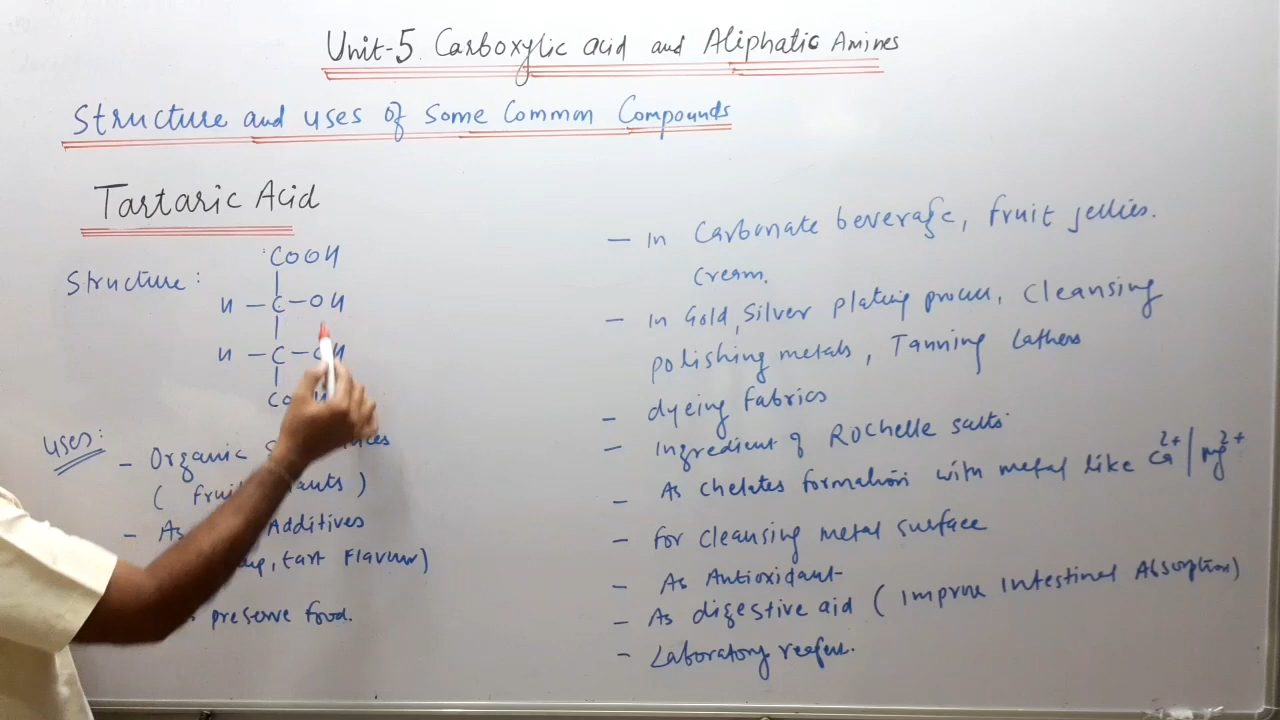 Unit-5 Carboxylic acid and Aliphatic Amines
Structure and uses of Some Common Compounds
Tartaric Acid
Structure:
COOH
H – C – OH
H – C – OH
CO
uses:
– Organic
( fruit )
– As Additives
, tart Flavour)
preserve food.
– In Carbonate beverage, fruit jellies.
Cream.
– In Gold, Silver plating process, Cleansing
polishing metals, Tanning Lathers
– dyeing fabrics
– Ingredient of Rochelle salts
– As chelates formation with metal like Ca2+/Mg2+
– for cleansing metal surface
– As Antioxidant
– As digestive aid ( Improve Intestinal Absorption)
– Laboratory